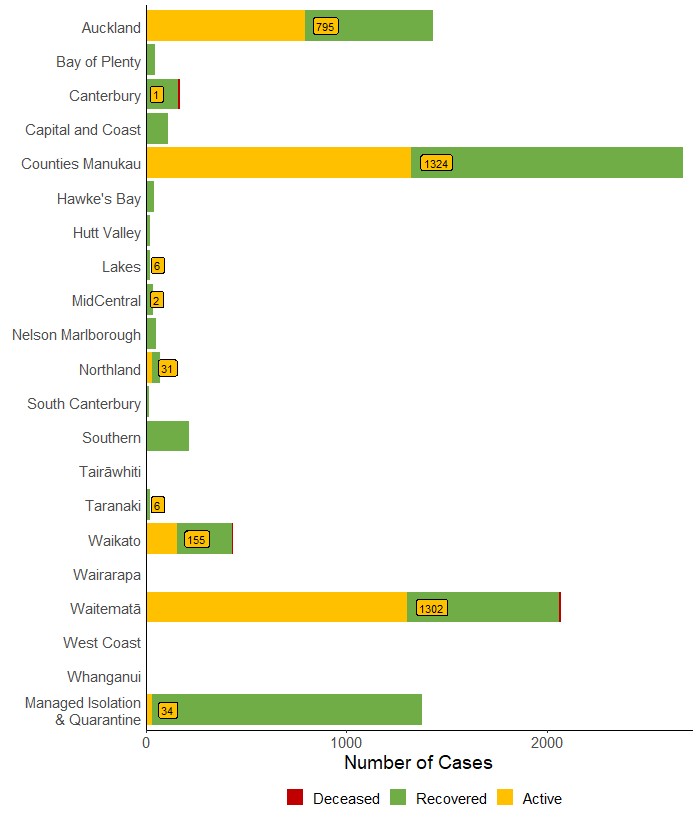 Auckland
795
Bay of Plenty
Canterbury
1
Capital and Coast
Counties Manukau
1324
Hawke's Bay
Hutt Valley
Lakes
6
MidCentral
2
Nelson Marlborough
Northland
31
South Canterbury
Southern
Tairāwhiti
Taranaki
6
Waikato
155
Wairarapa
Waitematā
1302
West Coast
Whanganui
Managed Isolation
& Quarantine
34
0 1000 2000
Number of Cases
Deceased Recovered Active